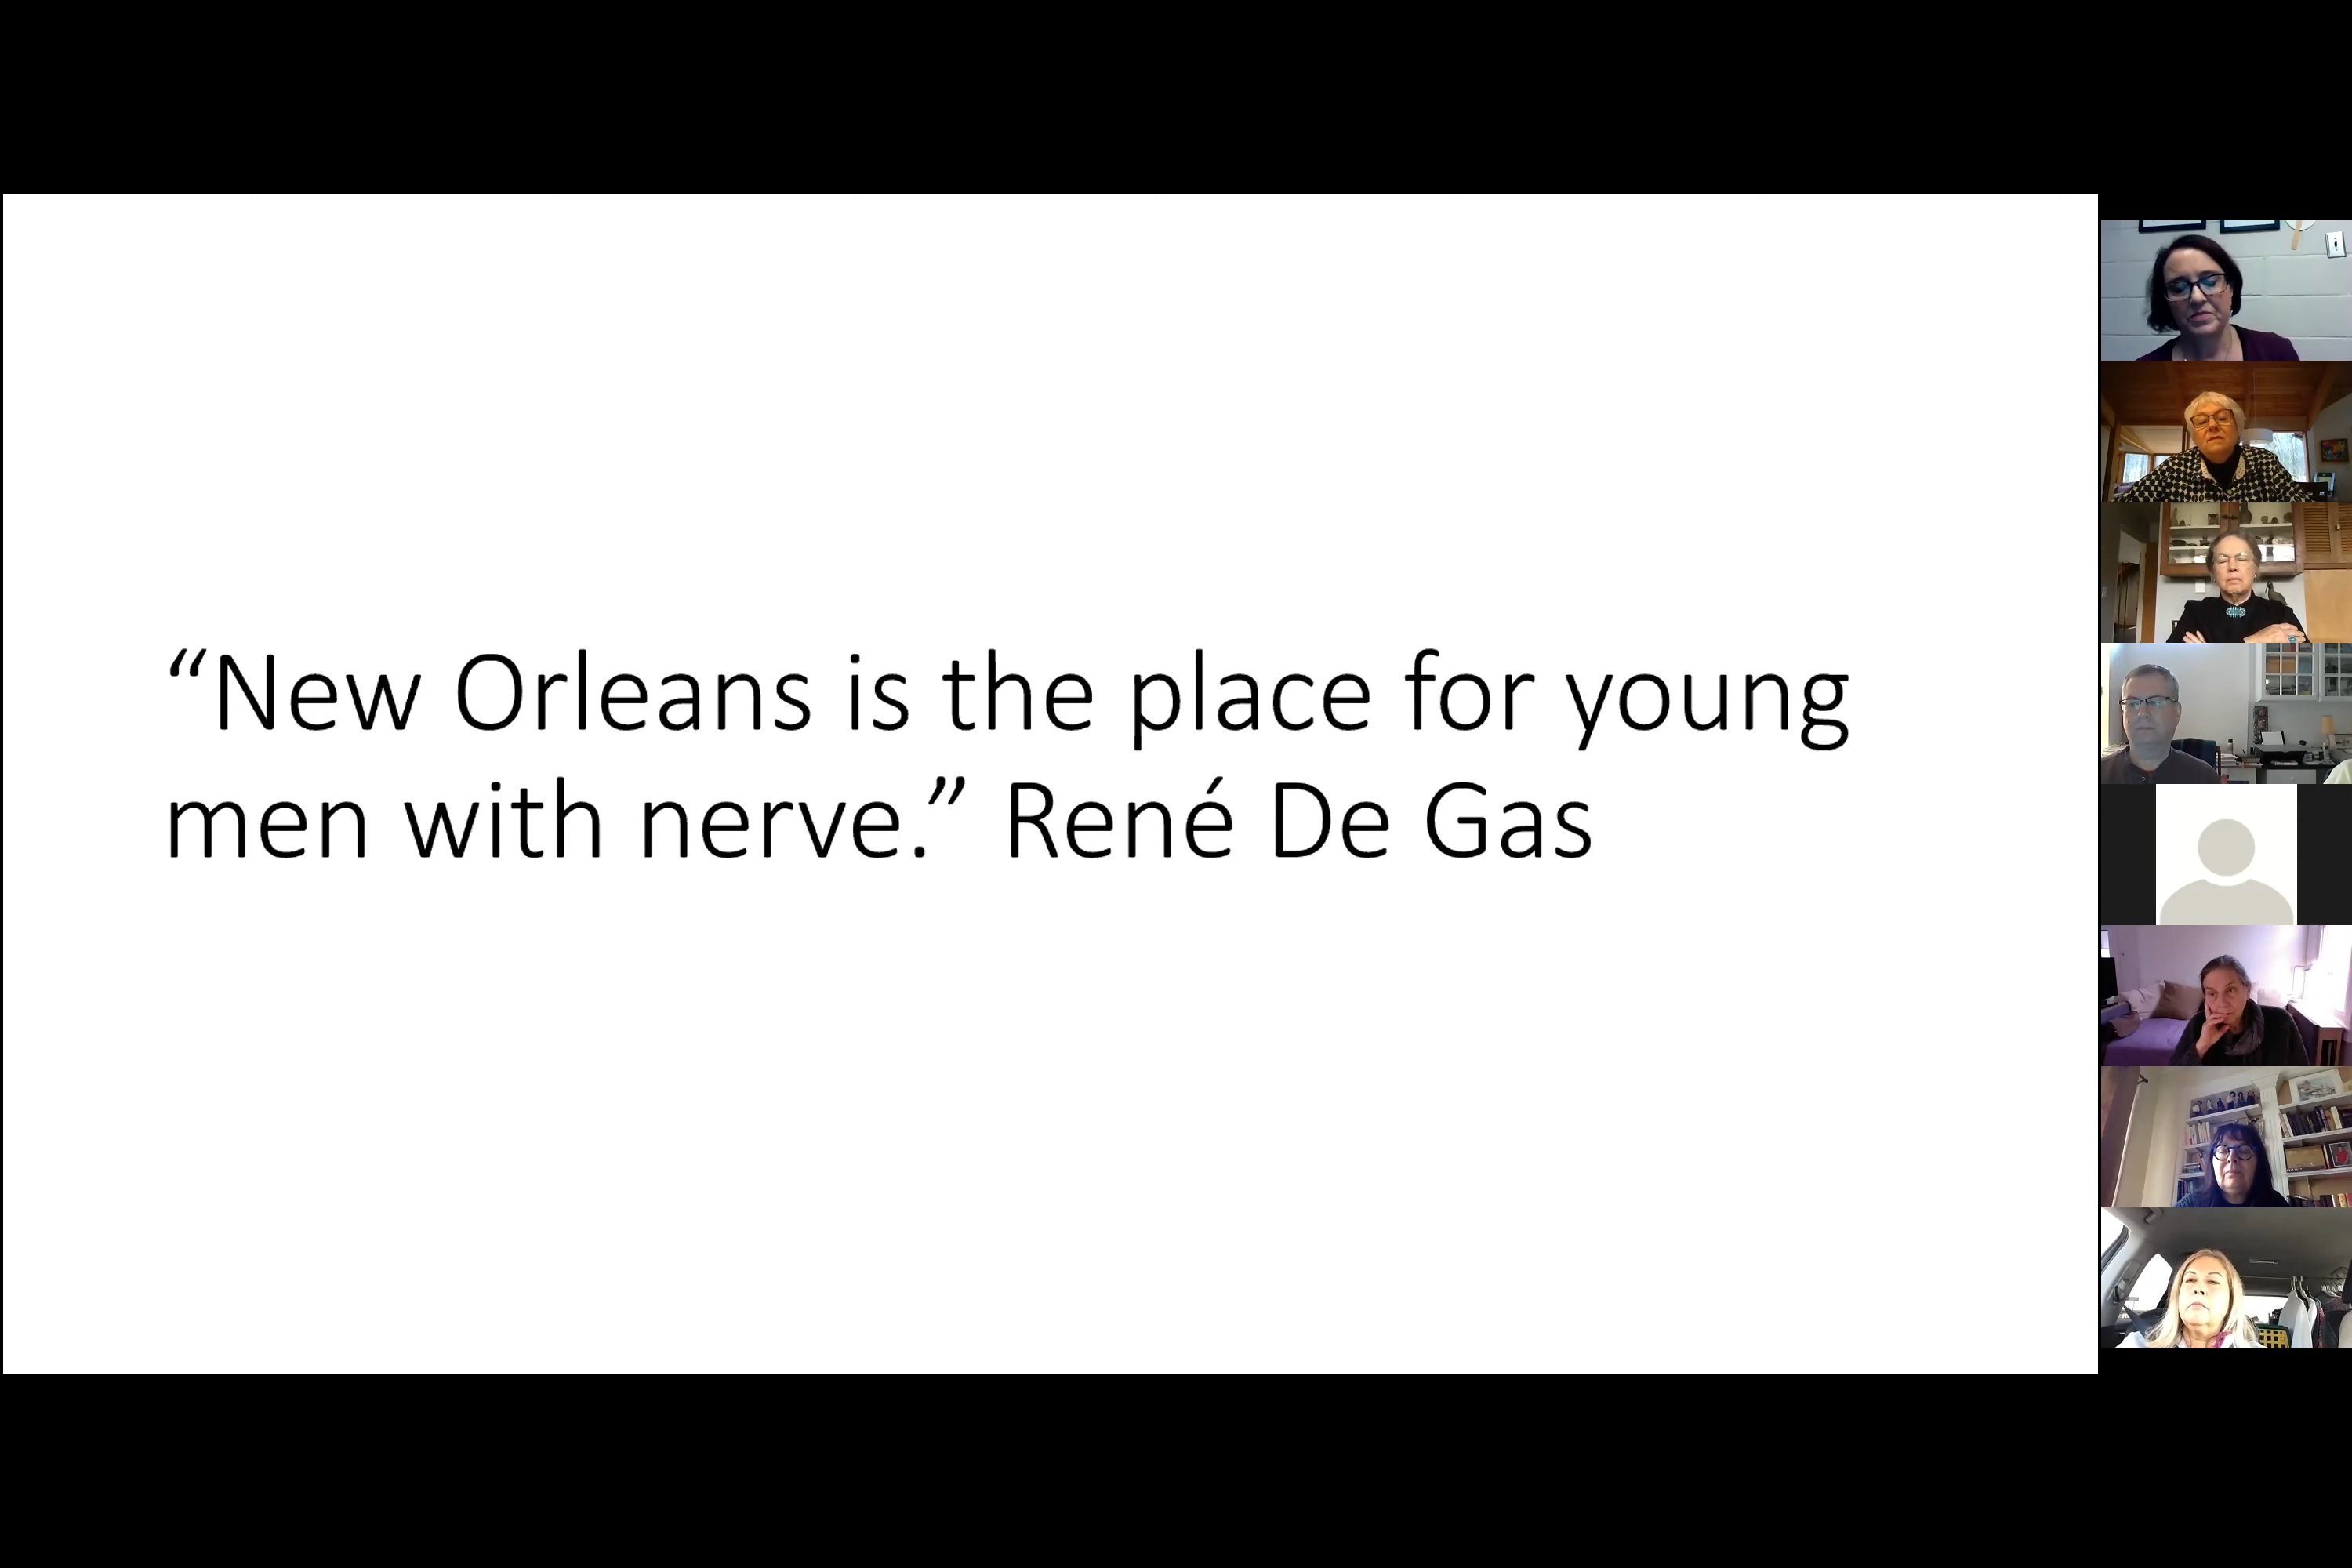 “New Orleans is the place for young
men with nerve.” René De Gas